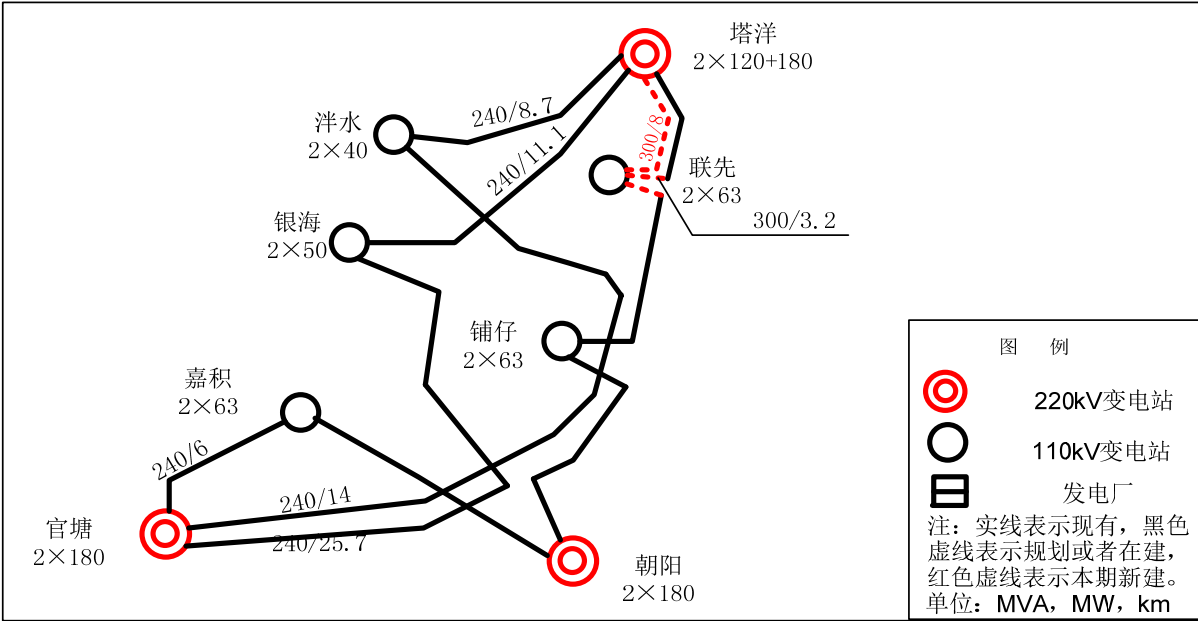 塔洋
2×120+180
240/8.7
泮水
2×40
240/11.1
300/8
联先
2×63
300/3.2
银海
2×50
铺仔
2×63
嘉积
2×63
240/6
240/14
240/25.7
官塘
2×180
朝阳
2×180
图 例
220kV变电站
110kV变电站
发电厂
注：实线表示现有，黑色
虚线表示规划或者在建，
红色虚线表示本期新建。
单位：MVA，MW，km